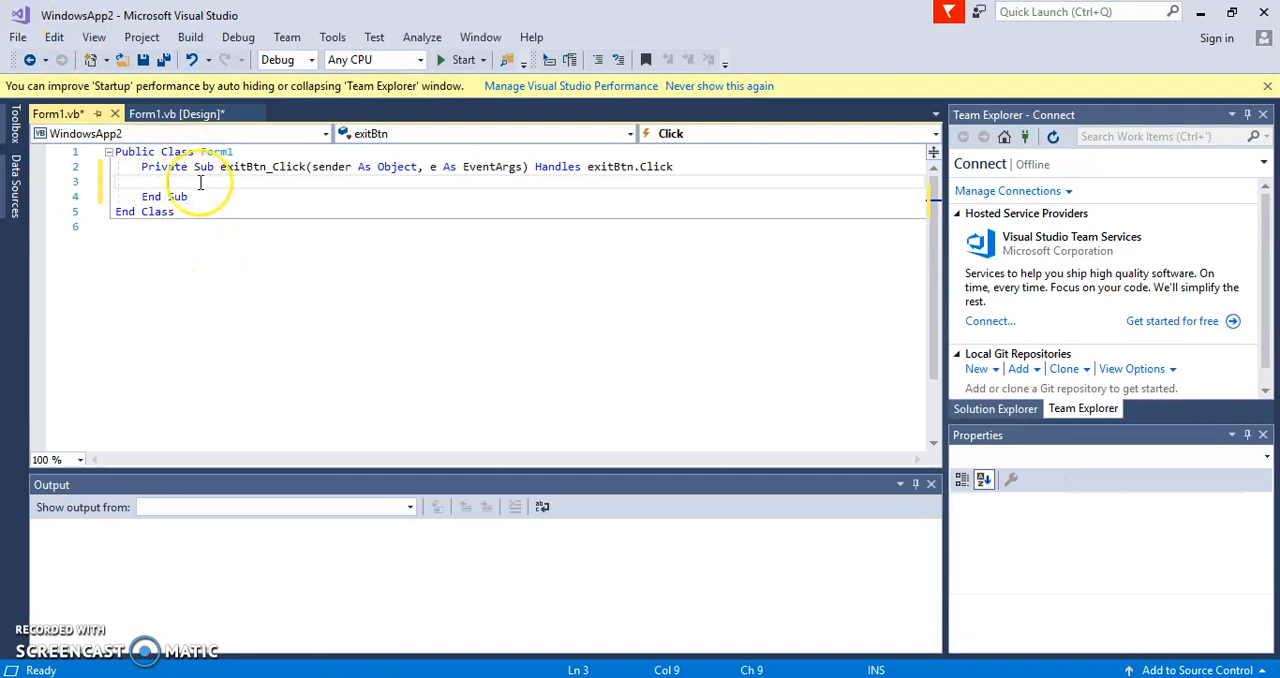 WindowsApp2 - Microsoft Visual Studio
Quick Launch (Ctrl+Q)
File Edit View Project Build Debug Team Tools Test Analyze Window Help
Sign in
Debug Any CPU Start
You can improve 'Startup' performance by auto hiding or collapsing 'Team Explorer' window. Manage Visual Studio Performance Never show this again
Toolbox
Data Sources
Form1.vb* Form1.vb [Design]*
WindowsApp2 exitBtn Click
1 Public Class Form1
2 Private Sub exitBtn_Click(sender As Object, e As EventArgs) Handles exitBtn.Click
3
4 End Sub
5 End Class
6
100 %
Output
Show output from:
Team Explorer - Connect
Search Work Items (Ctrl+')
Connect | Offline
Manage Connections
Hosted Service Providers
Visual Studio Team Services
Microsoft Corporation
Services to help you ship high quality software. On
time, every time. Focus on your code. We'll simplify the
rest.
Connect... Get started for free
Local Git Repositories
New Add Clone View Options
Add or clone a Git repository to get started.
Solution Explorer Team Explorer
Properties
RECORDED WITH
SCREENCAST MATIC
Ready Ln 3 Col 9 Ch 9 INS Add to Source Control